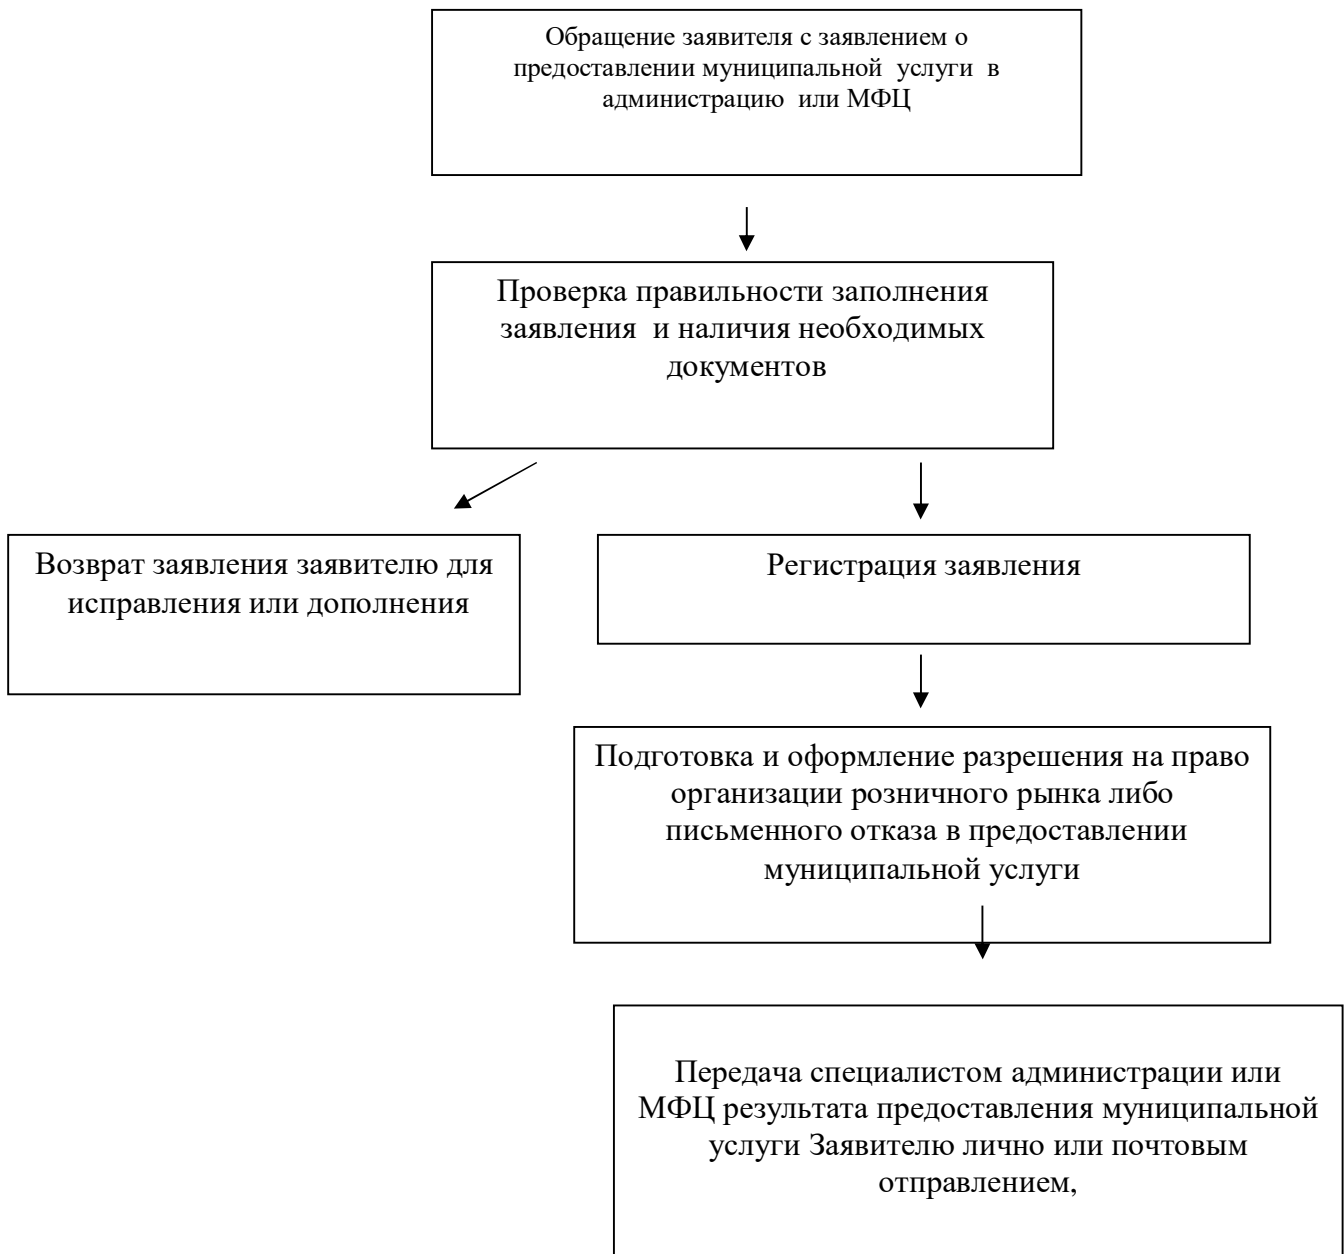 Обращение заявителя с заявлением о
предоставлении муниципальной услуги в
администрацию или МФЦ
Проверка правильности заполнения
заявления и наличия необходимых
документов
Возврат заявления заявителю для
исправления или дополнения
Регистрация заявления
Подготовка и оформление разрешения на право
организации розничного рынка либо
письменного отказа в предоставлении
муниципальной услуги
Передача специалистом администрации или
МФЦ результата предоставления муниципальной
услуги Заявителю лично или почтовым
отправлением,